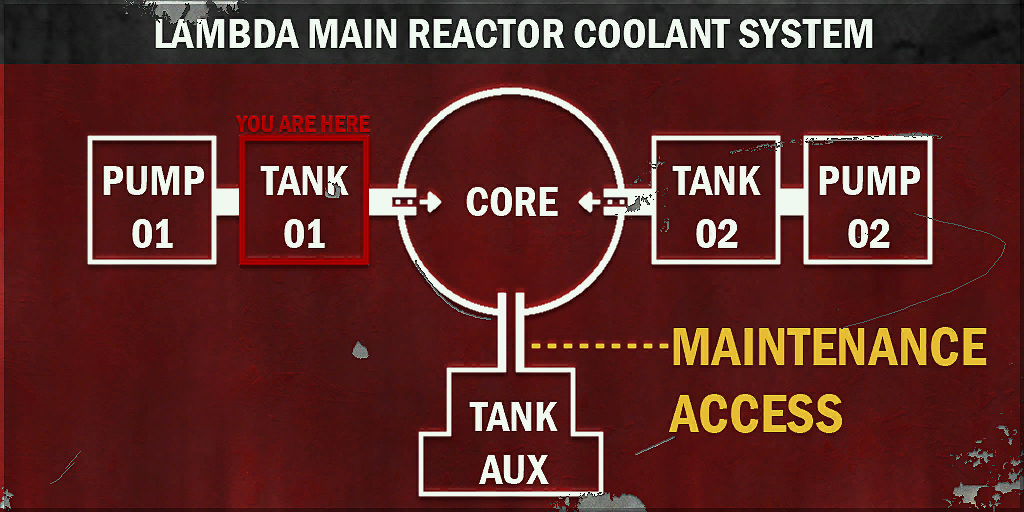 LAMBDA MAIN REACTOR COOLANT SYSTEM
YOU ARE HERE
PUMP
01
TANK
01
CORE
TANK
02
PUMP
02
MAINTENANCE
ACCESS
TANK
AUX